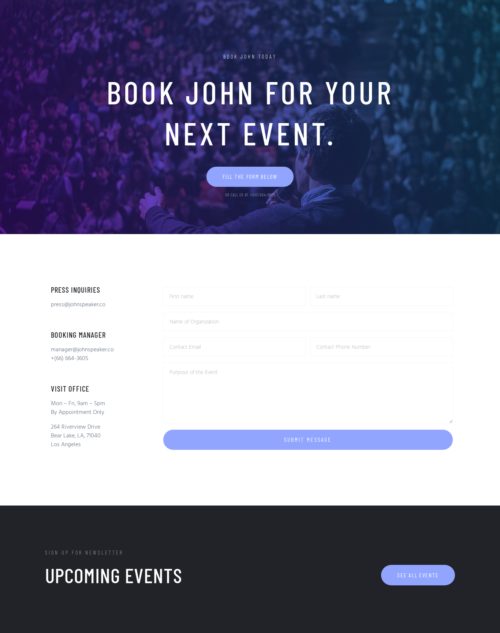 BOOK JOHN TODAY
BOOK JOHN FOR YOUR
NEXT EVENT.
FILL THE FORM BELOW
PRESS INQUIRIES
press@johnspeaker.co
BOOKING MANAGER
manager@johnspeaker.co
+(66) 864-3605
VISIT OFFICE
Mon – Fri, 9am – 5pm
By Appointment Only
264 Riverview Drive
Bear Lake, LA, 71040
Los Angeles
First name
Last name
Name of Organization
Contact Email
Contact Phone Number
Purpose of the Event
SUBMIT MESSAGE
SIGN UP FOR NEWSLETTER
UPCOMING EVENTS
SEE ALL EVENTS